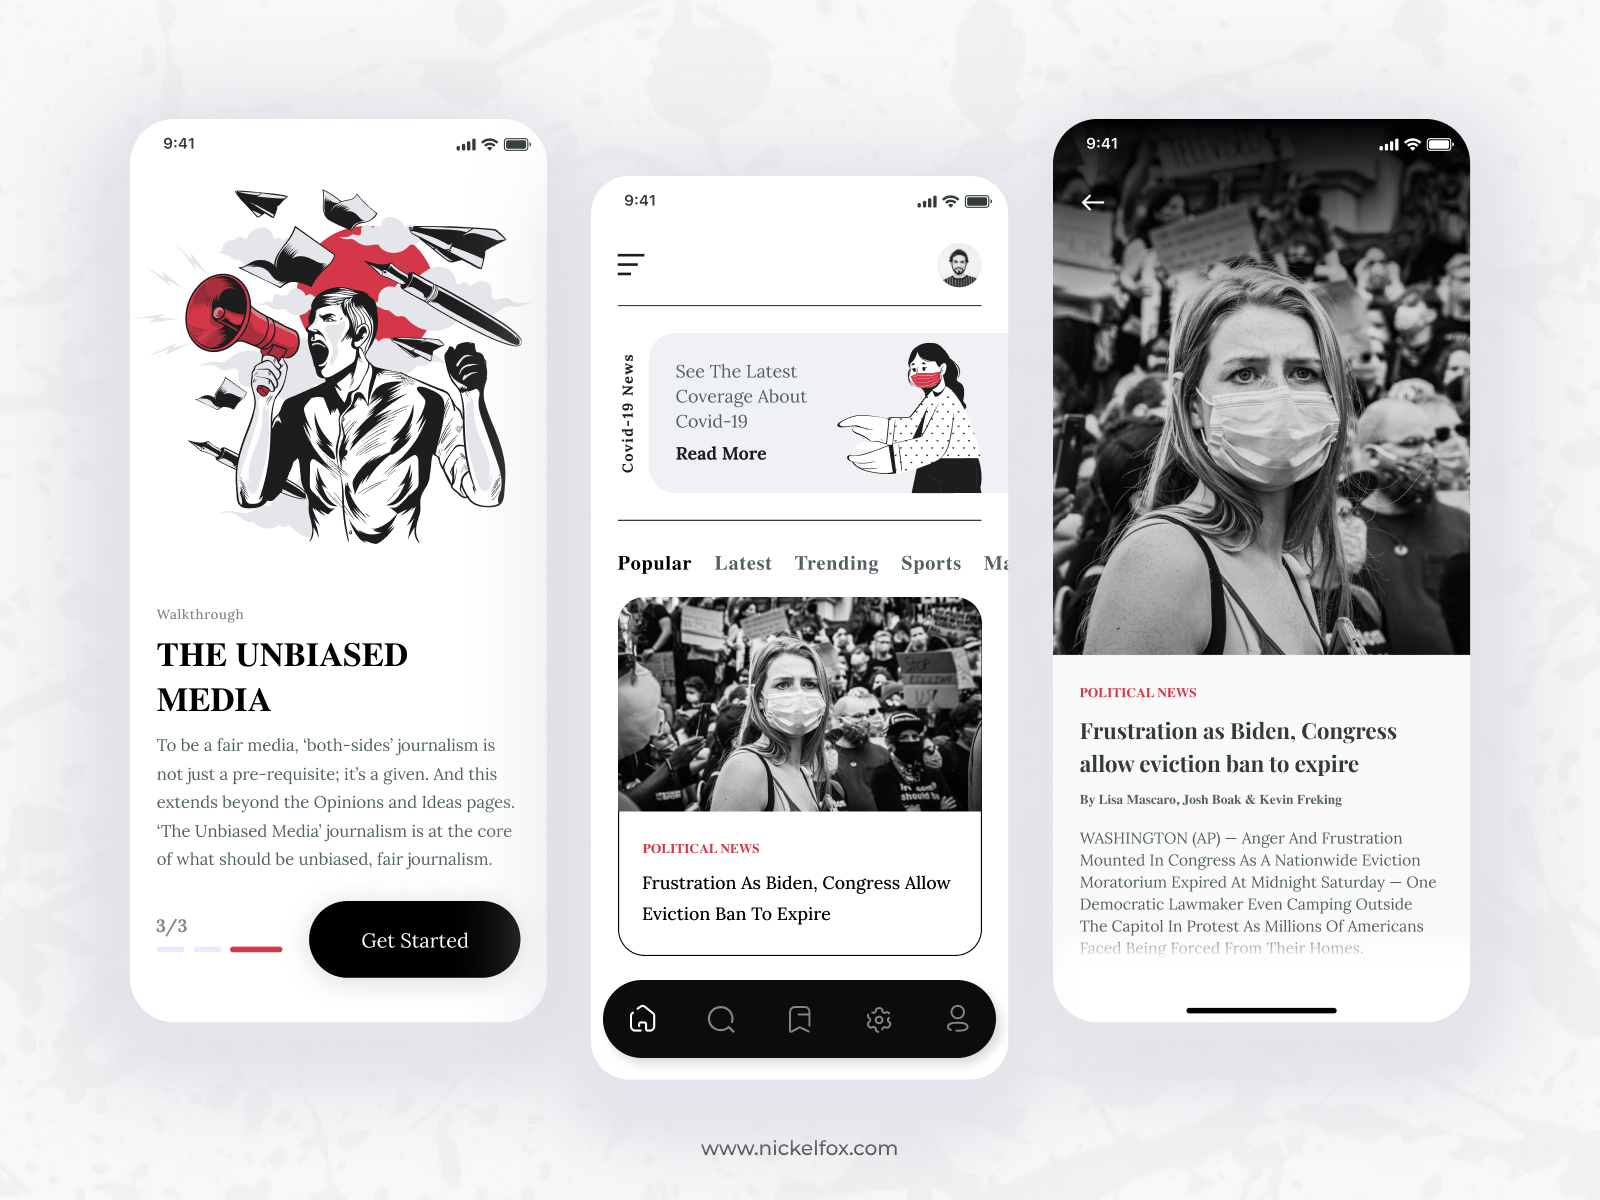 9:41
Walkthrough
THE UNBIASED
MEDIA
To be a fair media, ‘both-sides’ journalism is
not just a pre-requisite; it’s a given. And this
extends beyond the Opinions and Ideas pages.
‘The Unbiased Media’ journalism is at the core
of what should be unbiased, fair journalism.
3/3
Get Started
9:41
Covid-19 News
See The Latest
Coverage About
Covid-19
Read More
Popular Latest Trending Sports Ma
STOP
KILLING
US!
POLITICAL NEWS
Frustration As Biden, Congress Allow
Eviction Ban To Expire
9:41
POLITICAL NEWS
Frustration as Biden, Congress
allow eviction ban to expire
By Lisa Mascaro, Josh Boak & Kevin Freking
WASHINGTON (AP) — Anger And Frustration
Mounted In Congress As A Nationwide Eviction
Moratorium Expired At Midnight Saturday — One
Democratic Lawmaker Even Camping Outside
The Capitol In Protest As Millions Of Americans
Faced Being Forced From Their Homes.
www.nickelfox.com